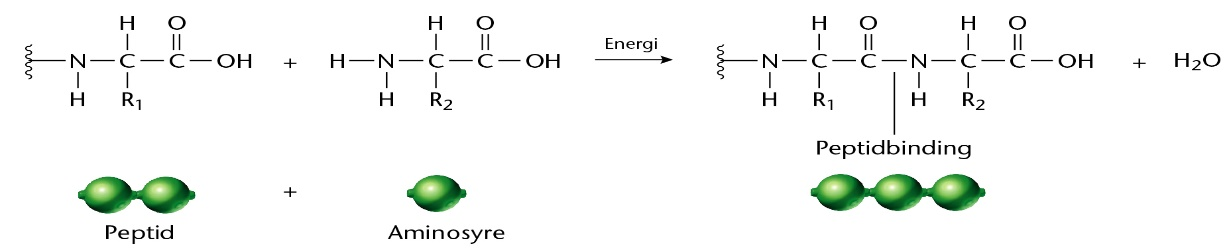 H O H O H O H O
N C C OH + H N C C OH Energi N C C N C C OH + H₂O
H R₁ H R₂ H R₁ H R₂
Peptidbinding
+
Peptid Aminosyre